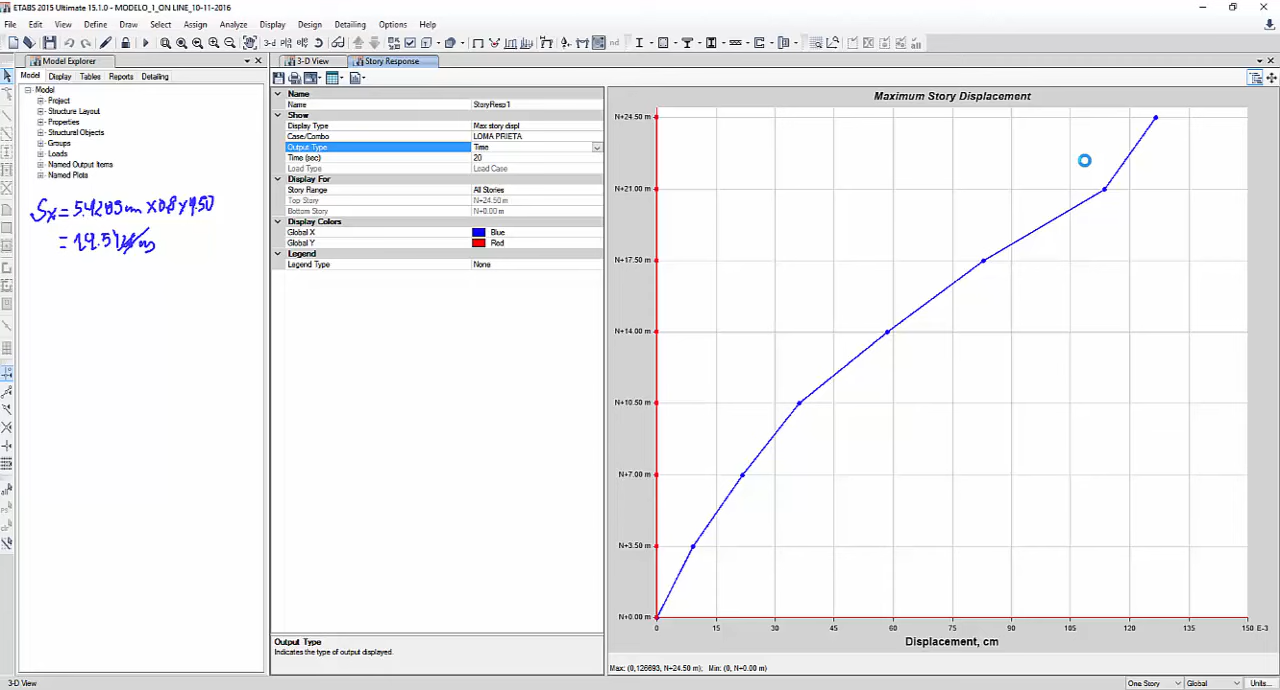 ETABS 2015 Ultimate 15.1.0 - MODELO_1_ON LINE_10-11-2016
File Edit View Define Draw Select Assign Analyze Display Design Detailing Options Help
3-d
nd
all
Model Explorer
3-D View
Story Response
Model Display Tables Reports Detailing
Model
Project
Structure Layout
Properties
Structural Objects
Groups
Loads
Named Output Items
Named Plots
Name
Name StoryResp1
Show
Display Type Max story displ
Case/Combo LOMA PRIETA
Output Type Time
Time (sec) 20
Load Type Load Case
Display For
Story Range All Stories
Top Story N+24.50 m
Bottom Story N+0.00 m
Display Colors
Global X Blue
Global Y Red
Legend
Legend Type None
Output Type
Indicates the type of output displayed.
Maximum Story Displacement
N+24.50 m
N+21.00 m
N+17.50 m
N+14.00 m
N+10.50 m
N+7.00 m
N+3.50 m
N+0.00 m
0 15 30 45 60 75 90 105 120 135 150 E-3
Displacement, cm
Max: (0,126693, N+24.50 m); Min: (0, N+0.00 m)
3-D View
One Story Global Units...